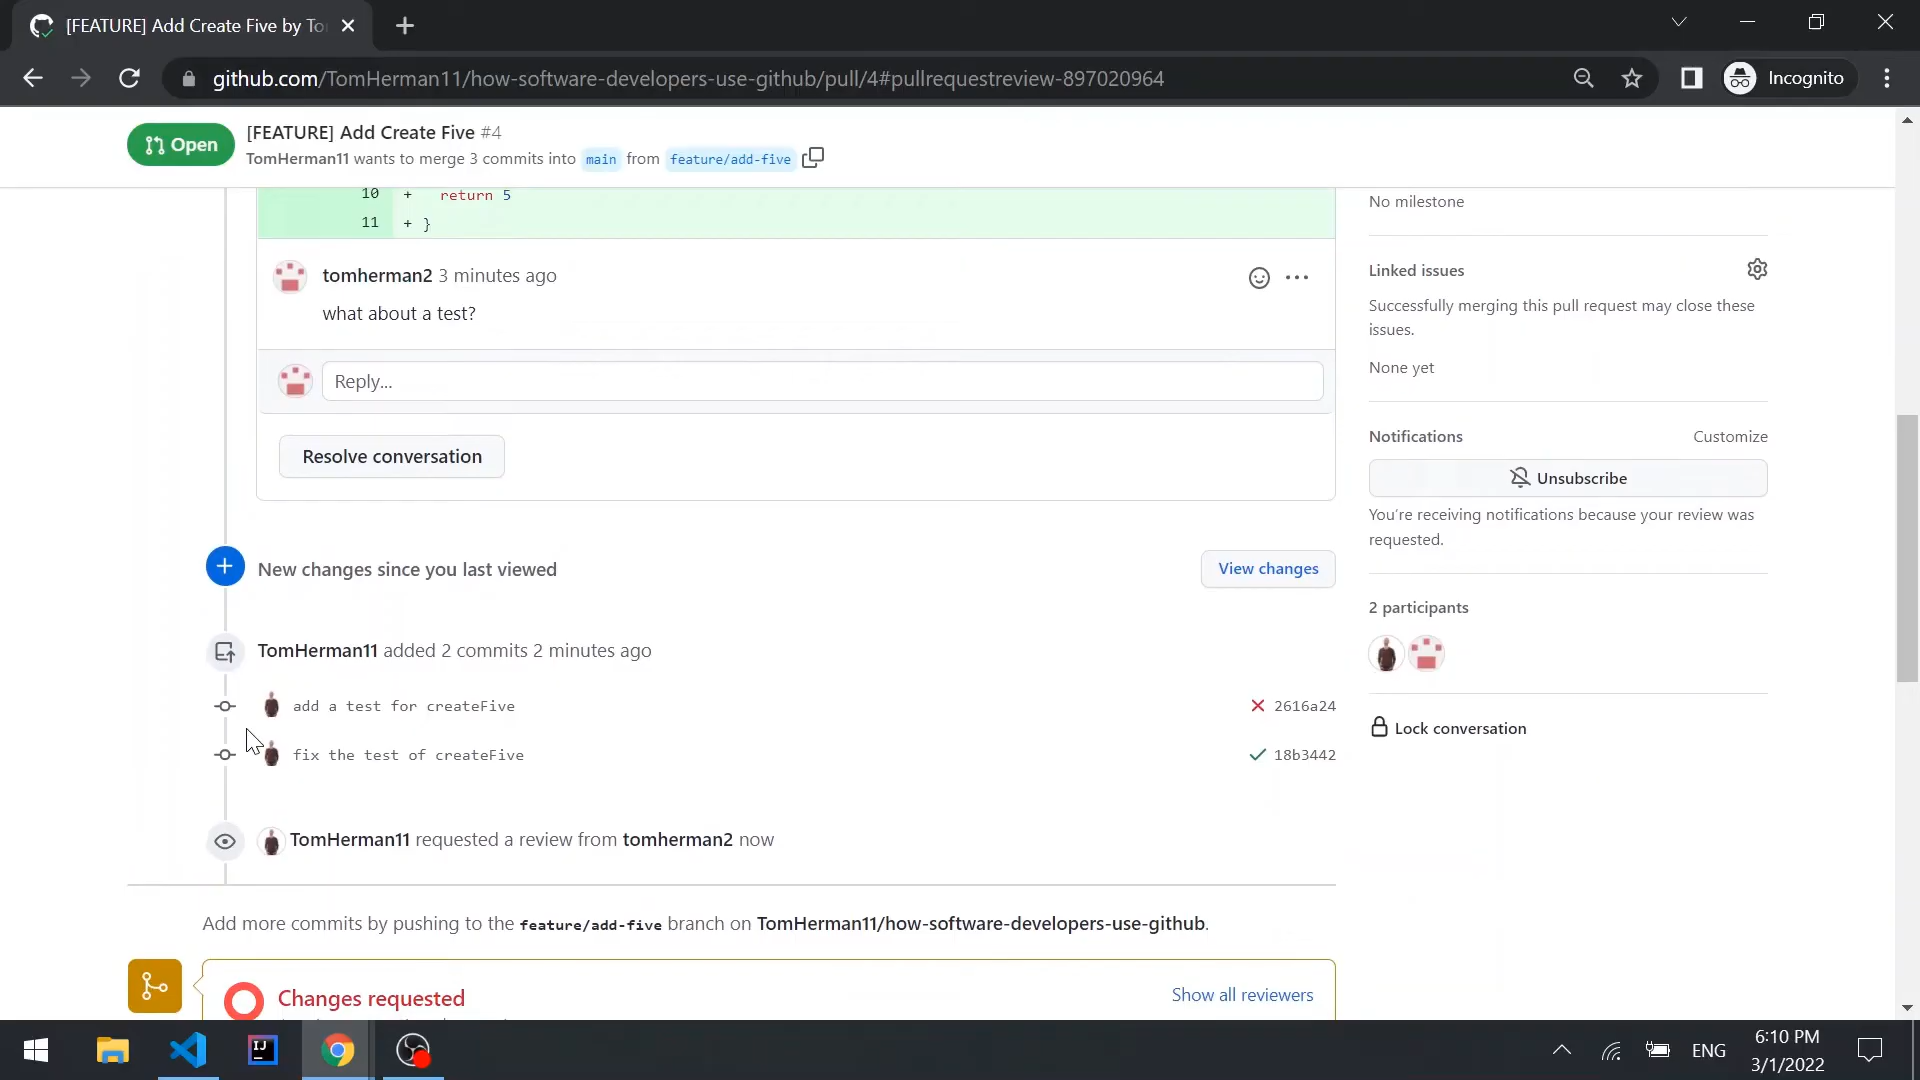 [FEATURE] Add Create Five by To
github.com/TomHerman11/how-software-developers-use-github/pull/4#pullrequestreview-897020964
Incognito
Open
[FEATURE] Add Create Five #4
TomHerman11 wants to merge 3 commits into main from feature/add-five
10 + return 5
11 + }
tomherman2 3 minutes ago
what about a test?
Reply...
Resolve conversation
New changes since you last viewed
View changes
TomHerman11 added 2 commits 2 minutes ago
add a test for createFive
2616a24
fix the test of createFive
18b3442
TomHerman11 requested a review from tomherman2 now
Add more commits by pushing to the feature/add-five branch on TomHerman11/how-software-developers-use-github.
Changes requested
Show all reviewers
No milestone
Linked issues
Successfully merging this pull request may close these
issues.
None yet
Notifications
Customize
Unsubscribe
You're receiving notifications because your review was
requested.
2 participants
Lock conversation
IJ
ENG
6:10 PM
3/1/2022